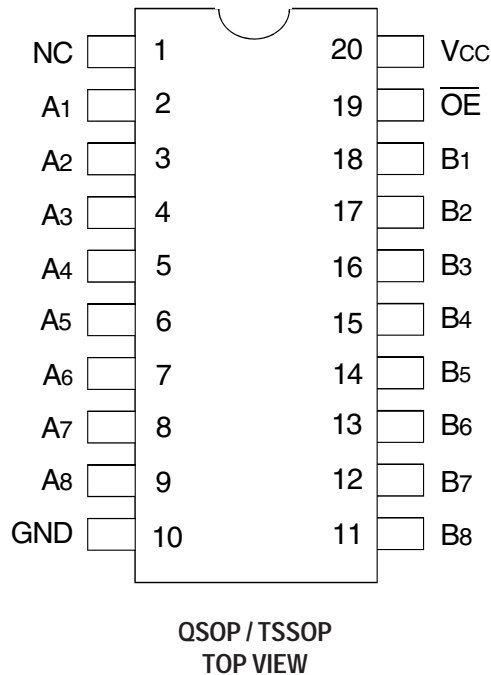 NC 1 20 VCC
A1 2 19 O̅E̅
A2 3 18 B1
A3 4 17 B2
A4 5 16 B3
A5 6 15 B4
A6 7 14 B5
A7 8 13 B6
A8 9 12 B7
GND 10 11 B8
QSOP / TSSOP
TOP VIEW